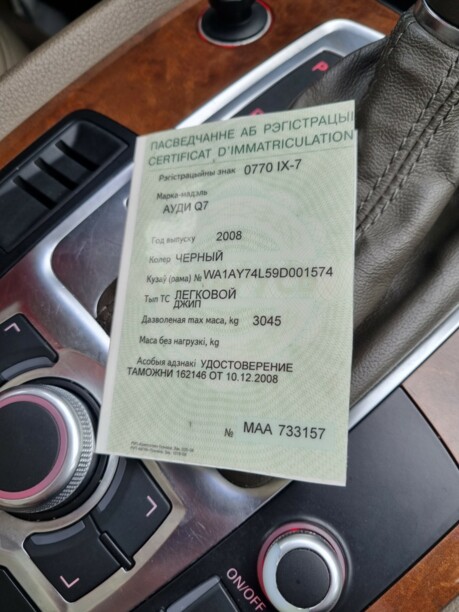 P
ПАСВЕДЧАННЕ АБ РЭГІСТРАЦЫІ
CERTIFICAT D'IMMATRICULATION
Рэгістрацыйны знак 0770 IX-7
Марка-мадэль
АУДИ Q7
Год выпуску 2008
Колер ЧЕРНЫЙ
Кузаў (рама) № WA1AY74L59D001574
Тып ТС ЛЕГКОВОЙ
ДЖИП
Дазволеная max маса, kg 3045
Маса без нагрузкі, kg
Асобыя адзнакі УДОСТОВЕРЕНИЕ
ТАМОЖНИ 162146 ОТ 10.12.2008
№ МАА 733157
ON/OFF